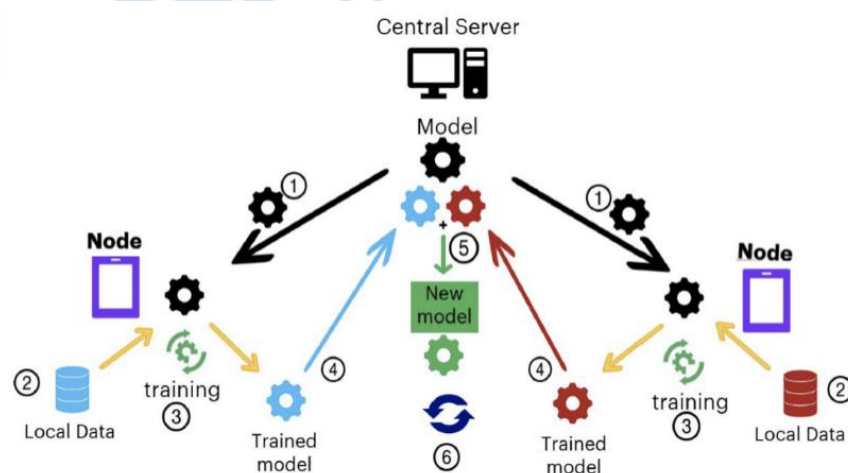 Central Server
Model
①
①
+
⑤
Node
Node
New
model
②
training
③
④
④
training
③
②
Local Data
Trained
model
⑥
Trained
model
Local Data